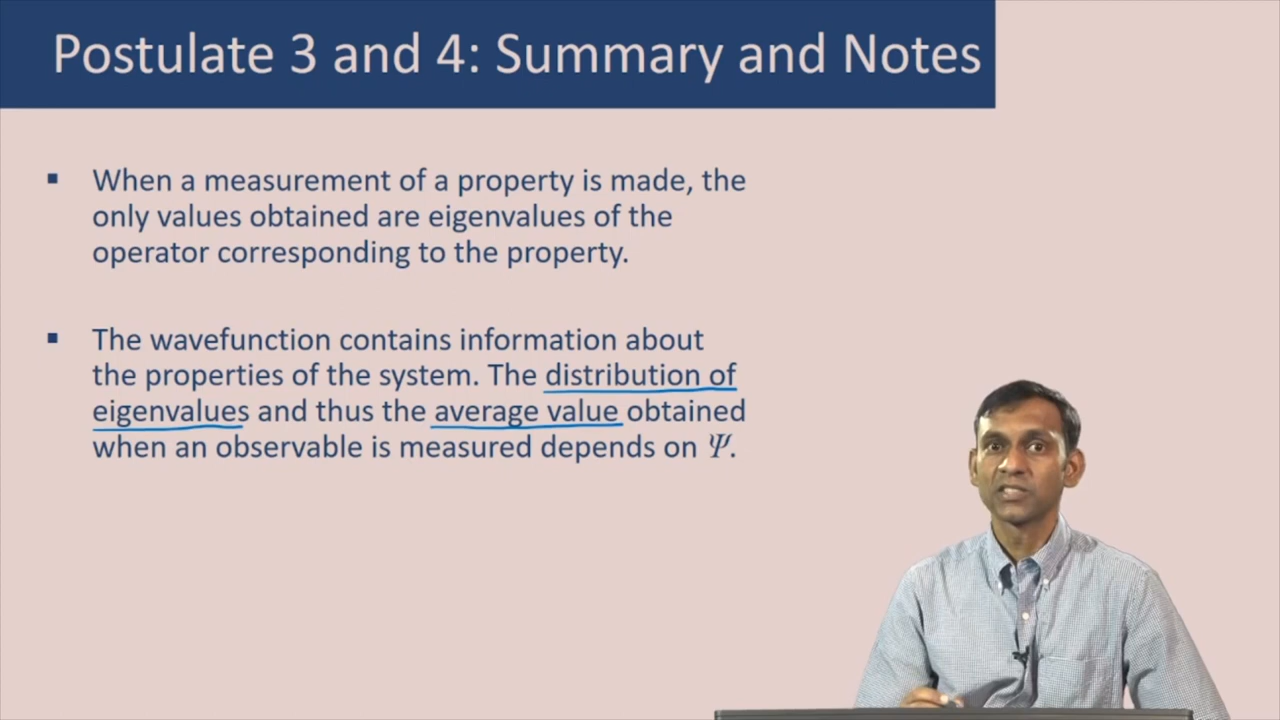 Postulate 3 and 4: Summary and Notes
▪ When a measurement of a property is made, the
only values obtained are eigenvalues of the
operator corresponding to the property.
▪ The wavefunction contains information about
the properties of the system. The distribution of
eigenvalues and thus the average value obtained
when an observable is measured depends on Ψ.